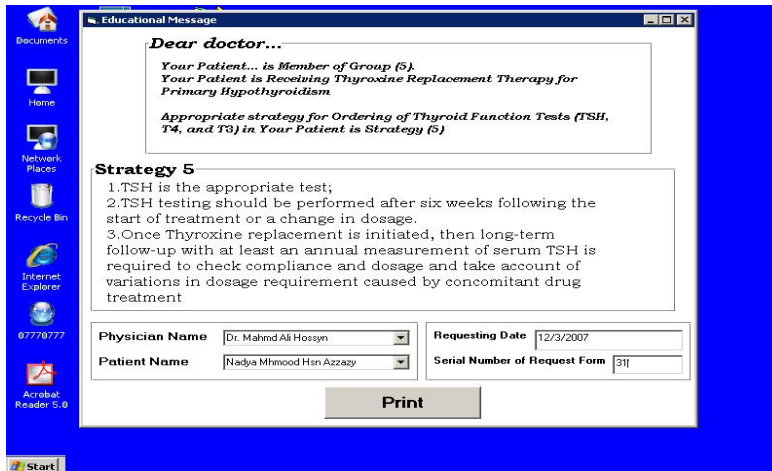 Educational Message
Documents
Home
Network
Places
Recycle Bin
Internet
Explorer
07770777
Acrobat
Reader 5.0
Start
Dear doctor...
Your Patient... is Member of Group (5).
Your Patient is Receiving Thyroxine Replacement Therapy for
Primary Hypothyroidism
Appropriate strategy for Ordering of Thyroid Function Tests (TSH,
T4, and T3) in Your Patient is Strategy
(5)
Strategy 5
1.TSH is the appropriate test;
2.TSH testing should be performed after six weeks following the
start of treatment or a change in dosage.
3.Once Thyroxine replacement is initiated, then long-term
follow-up with at least an annual measurement of serum TSH is
required to check compliance and dosage and take account of
variations in dosage requirement caused by concomitant drug
treatment
Physician Name Dr. Mahmd Ali Hossyn
Patient Name Nadya Mhmood Hsn Azzazy
Requesting Date 12/3/2007
Serial Number of Request Form 31
Print